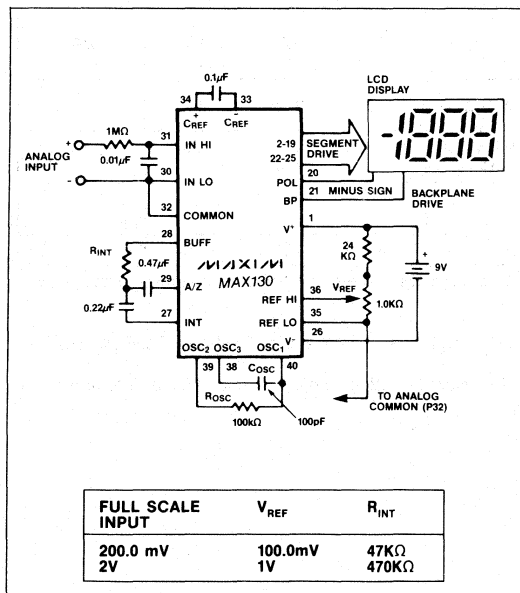 0.1µF
34 33
C+REF C-REF
LCD DISPLAY
1MΩ
31
IN HI
+
ANALOG INPUT
0.01µF
-
30
IN LO
32
COMMON
28
BUFF
RINT
0.47µF
29
A/Z
0.22µF
27
INT
MAXIM
MAX130
2-19
SEGMENT
22-25
DRIVE
-1888
20
POL
MINUS SIGN
21
BP
BACKPLANE DRIVE
1
V+
24 KΩ
+
9V
36
REF HI
VREF
1.0KΩ
35
REF LO
26
V-
OSC2 OSC3 OSC1
39 38 COSC 40
ROSC
100kΩ
100pF
TO ANALOG COMMON (P32)
FULL SCALE INPUT VREF RINT
200.0 mV 100.0mV 47KΩ
2V 1V 470KΩ